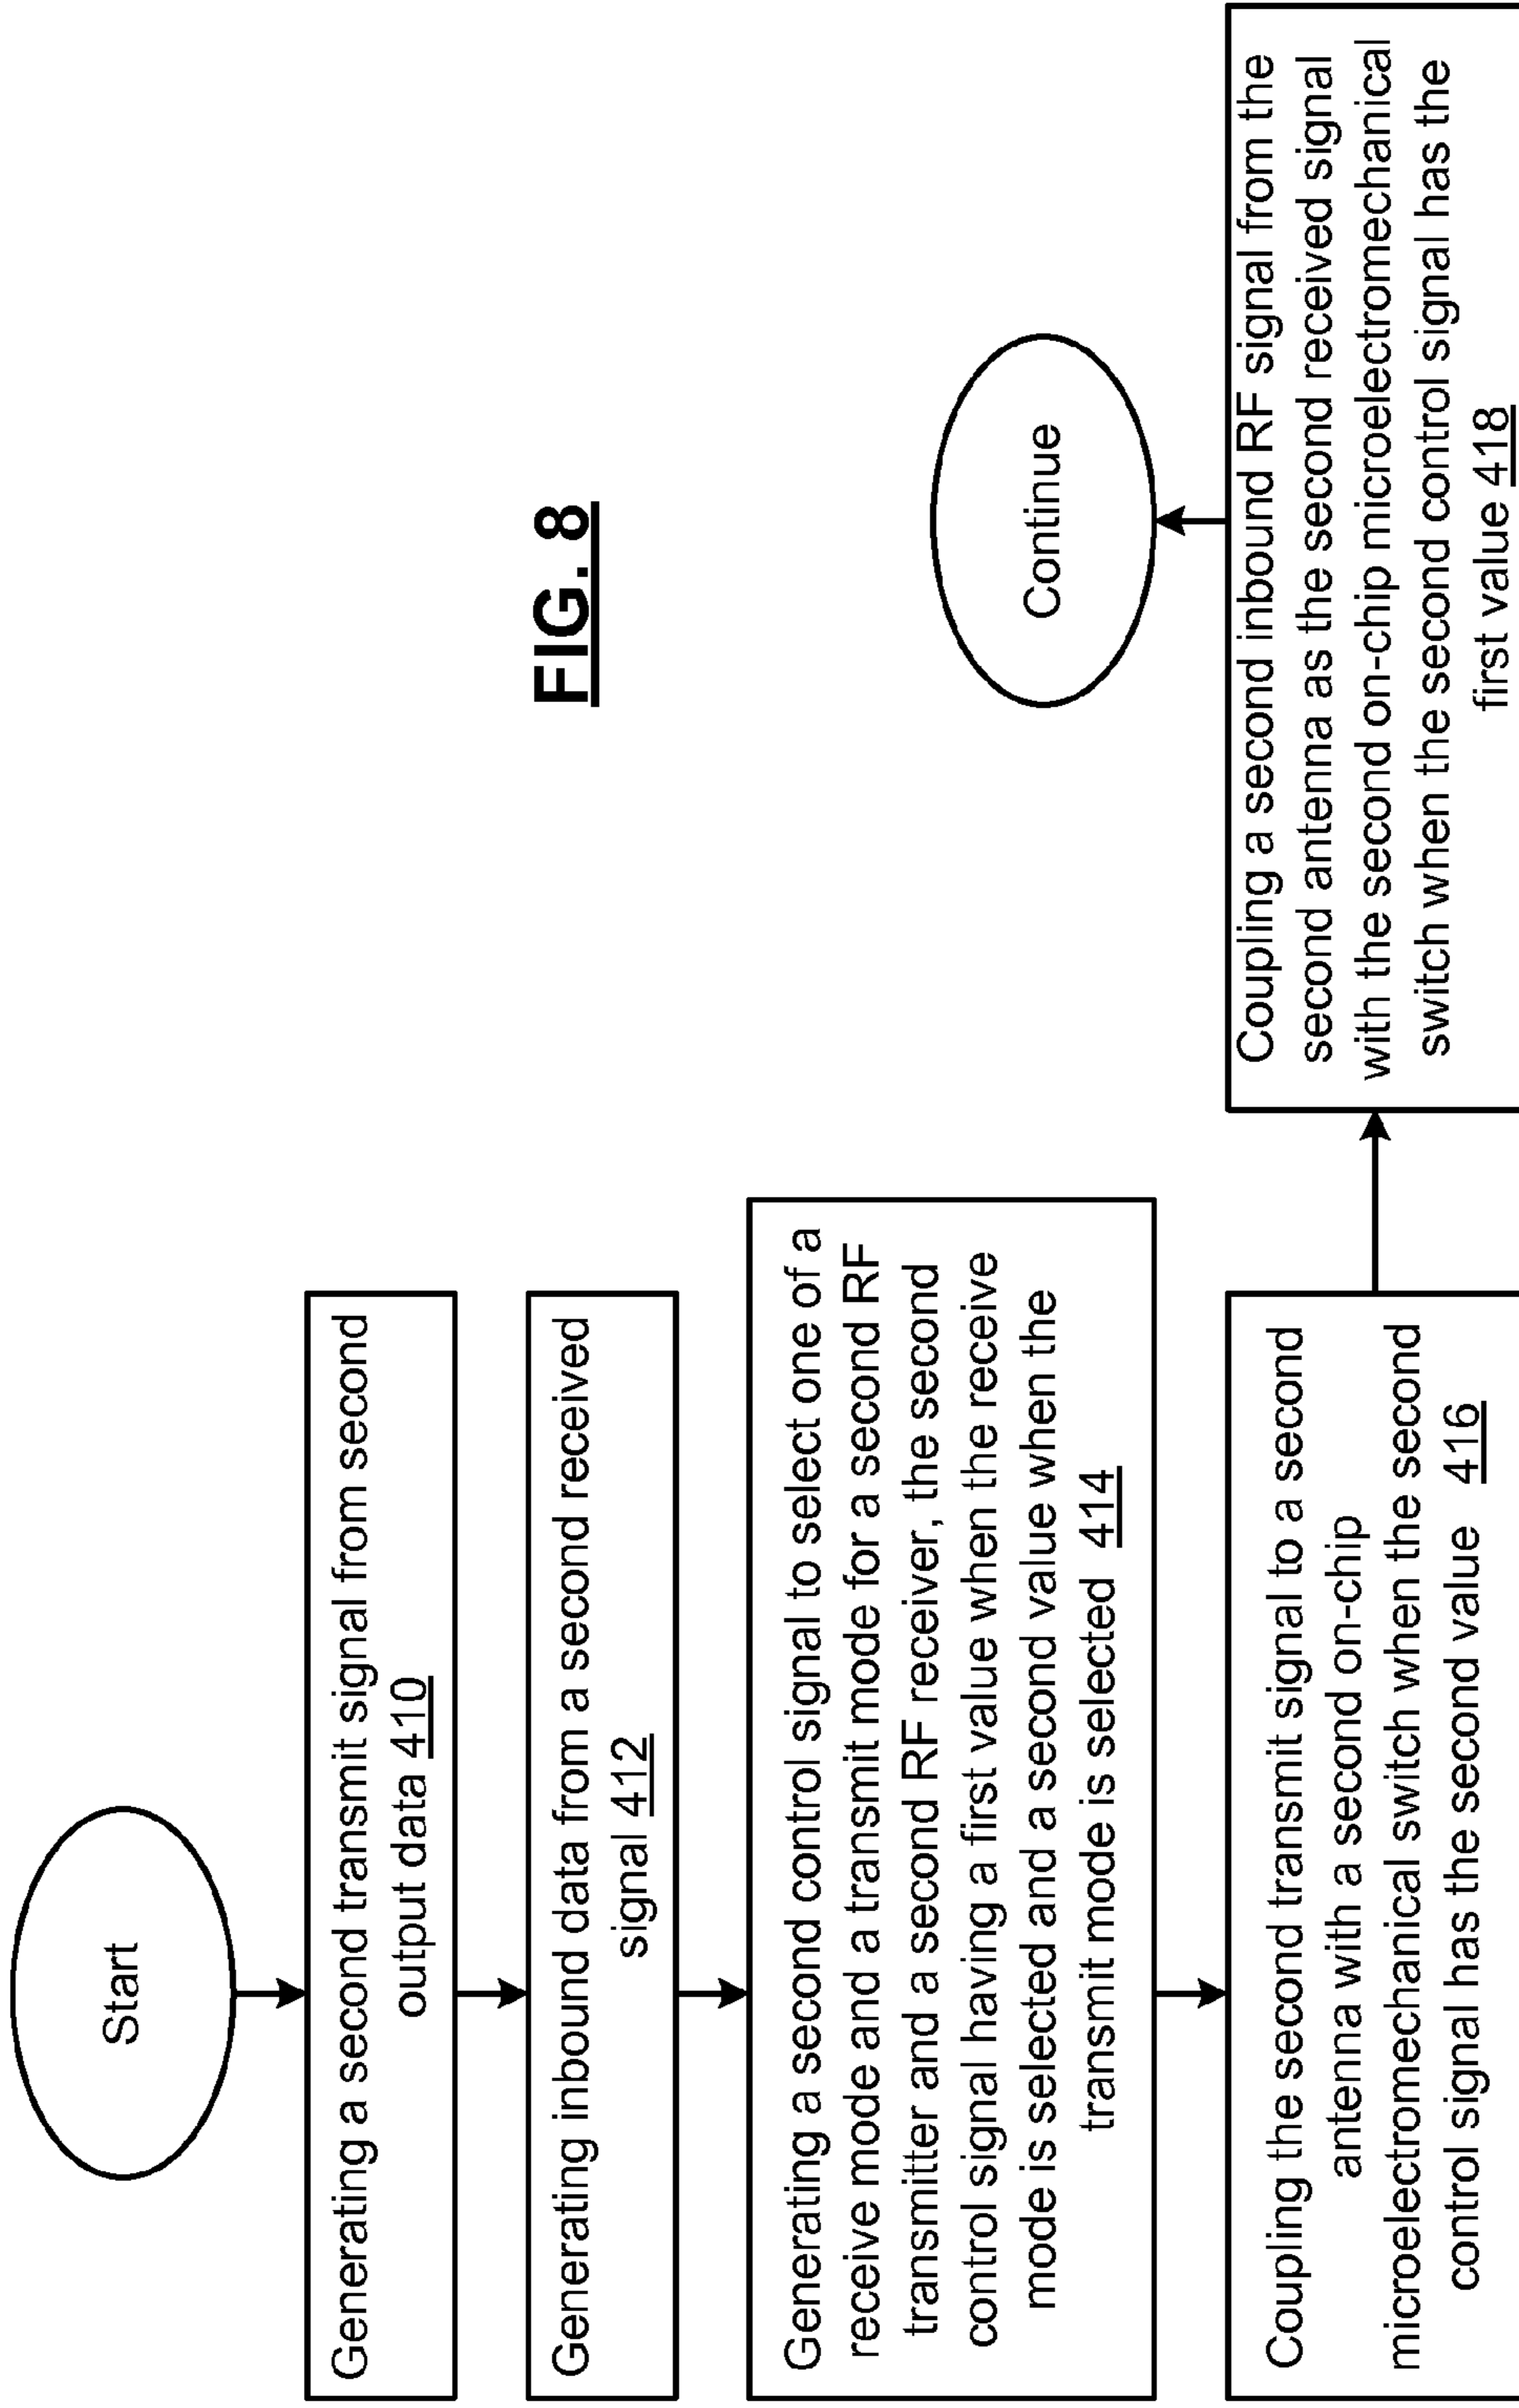 Start
Generating a second transmit signal from second
output data 410
Generating inbound data from a second received
signal 412
Generating a second control signal to select one of a
receive mode and a transmit mode for a second RF
transmitter and a second RF receiver, the second
control signal having a first value when the receive
mode is selected and a second value when the
transmit mode is selected 414
Coupling the second transmit signal to a second
antenna with a second on-chip
microelectromechanical switch when the second
control signal has the second value 416
Coupling a second inbound RF signal from the
second antenna as the second received signal
with the second on-chip microelectromechanical
switch when the second control signal has the
first value 418
Continue
FIG. 8